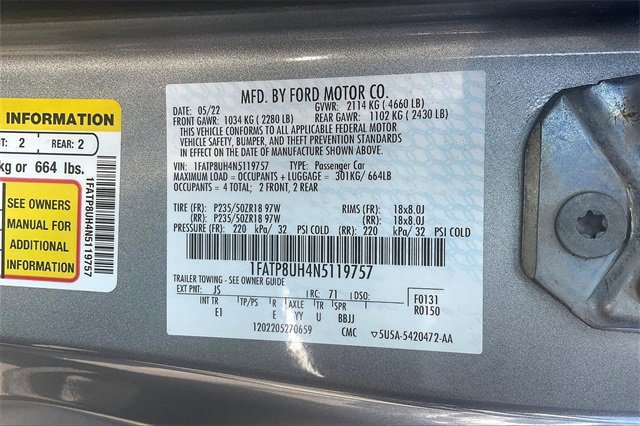 INFORMATION
NT: 2 REAR: 2
kg or 664 lbs.
SEE OWNERS
MANUAL FOR
ADDITIONAL
INFORMATION
1FATP8UH4N5119757
MFD. BY FORD MOTOR CO.
DATE: 05/22 GVWR: 2114 KG ( 4660 LB)
FRONT GAWR: 1034 KG ( 2280 LB) REAR GAWR: 1102 KG ( 2430 LB)
THIS VEHICLE CONFORMS TO ALL APPLICABLE FEDERAL MOTOR
VEHICLE SAFETY, BUMPER, AND THEFT PREVENTION STANDARDS
IN EFFECT ON THE DATE OF MANUFACTURE SHOWN ABOVE.
VIN: 1FATP8UH4N5119757 TYPE: Passenger Car
MAXIMUM LOAD = OCCUPANTS + LUGGAGE = 301KG/ 664LB
OCCUPANTS = 4 TOTAL; 2 FRONT, 2 REAR
TIRE (FR): P235/50ZR18 97W RIMS (FR): 18x8.0J
(RR): P235/50ZR18 97W (RR): 18x8.0J
PRESSURE (FR): 220 kPa/ 32 PSI COLD (RR): 220 kPa/ 32 PSI COLD
1FATP8UH4N5119757
TRAILER TOWING - SEE OWNER GUIDE
EXT PNT: JS RC: 71 DSO: F0131
INT TR TP/PS R AXLE TR SPR R0150
EI E YY U BBJJ
1202205270659 CMC 5U5A-5420472-AA